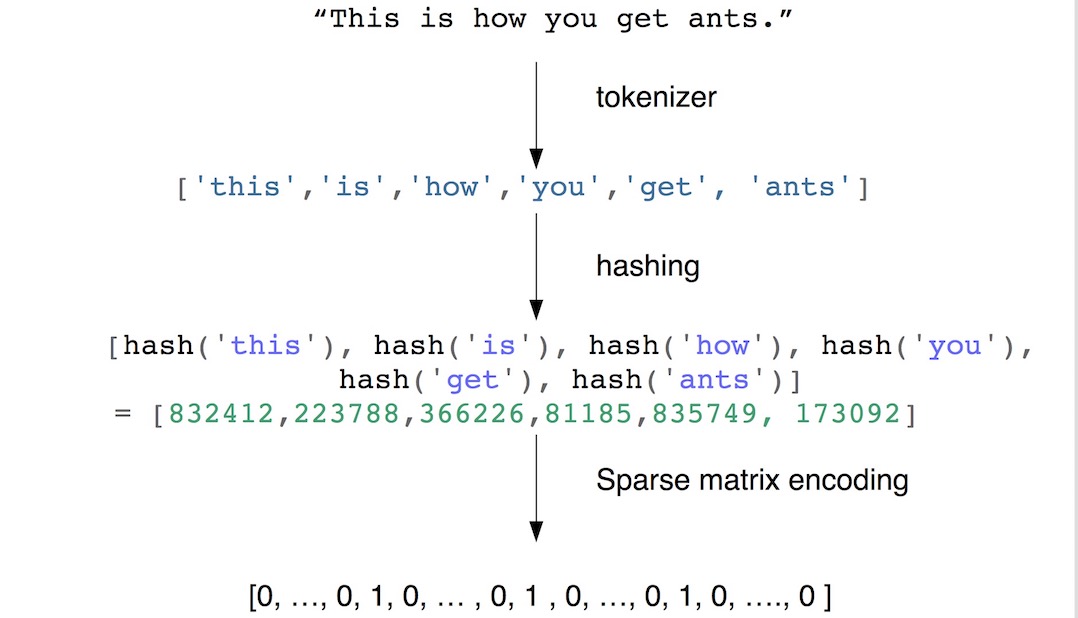 “This is how you get ants.”
tokenizer
['this','is','how','you','get', 'ants']
hashing
[hash('this'), hash('is'), hash('how'), hash('you'),
hash('get'), hash('ants')]
= [832412,223788,366226,81185,835749, 173092]
Sparse matrix encoding
[0, …, 0, 1, 0, … , 0, 1 , 0, …, 0, 1, 0, …., 0 ]